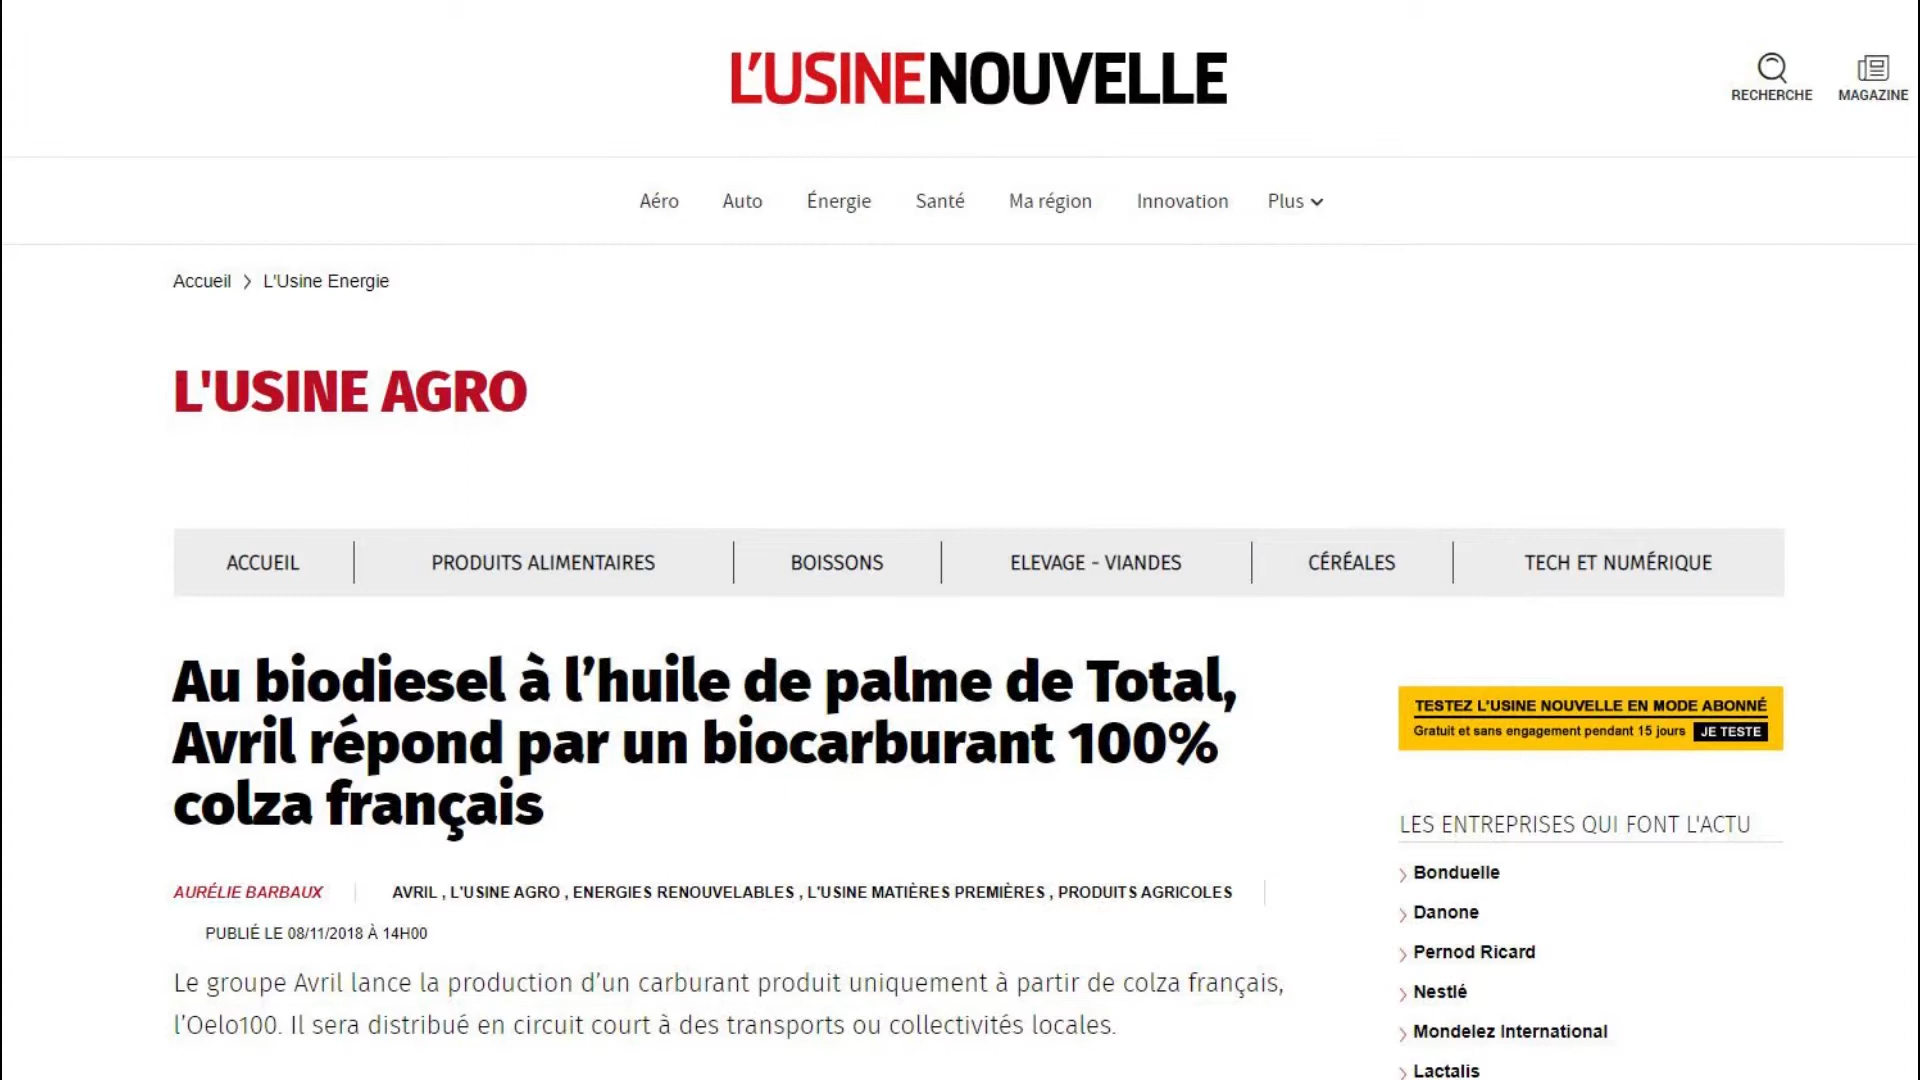 L'USINENOUVELLE
RECHERCHE
MAGAZINE
Aéro
Auto
Énergie
Santé
Ma région
Innovation
Plus
Accueil
L'Usine Energie
L'USINE AGRO
ACCUEIL
PRODUITS ALIMENTAIRES
BOISSONS
ELEVAGE - VIANDES
CÉRÉALES
TECH ET NUMÉRIQUE
Au biodiesel à l’huile de palme de Total,
Avril répond par un biocarburant 100%
colza français
AURÉLIE BARBAUX
AVRIL , L'USINE AGRO , ENERGIES RENOUVELABLES , L'USINE MATIÈRES PREMIÈRES , PRODUITS AGRICOLES
PUBLIÉ LE 08/11/2018 À 14H00
Le groupe Avril lance la production d’un carburant produit uniquement à partir de colza français,
l’Oelo100. Il sera distribué en circuit court à des transports ou collectivités locales.
TESTEZ L'USINE NOUVELLE EN MODE ABONNÉ
Gratuit et sans engagement pendant 15 jours JE TESTE
LES ENTREPRISES QUI FONT L'ACTU
Bonduelle
Danone
Pernod Ricard
Nestlé
Mondelez International
Lactalis